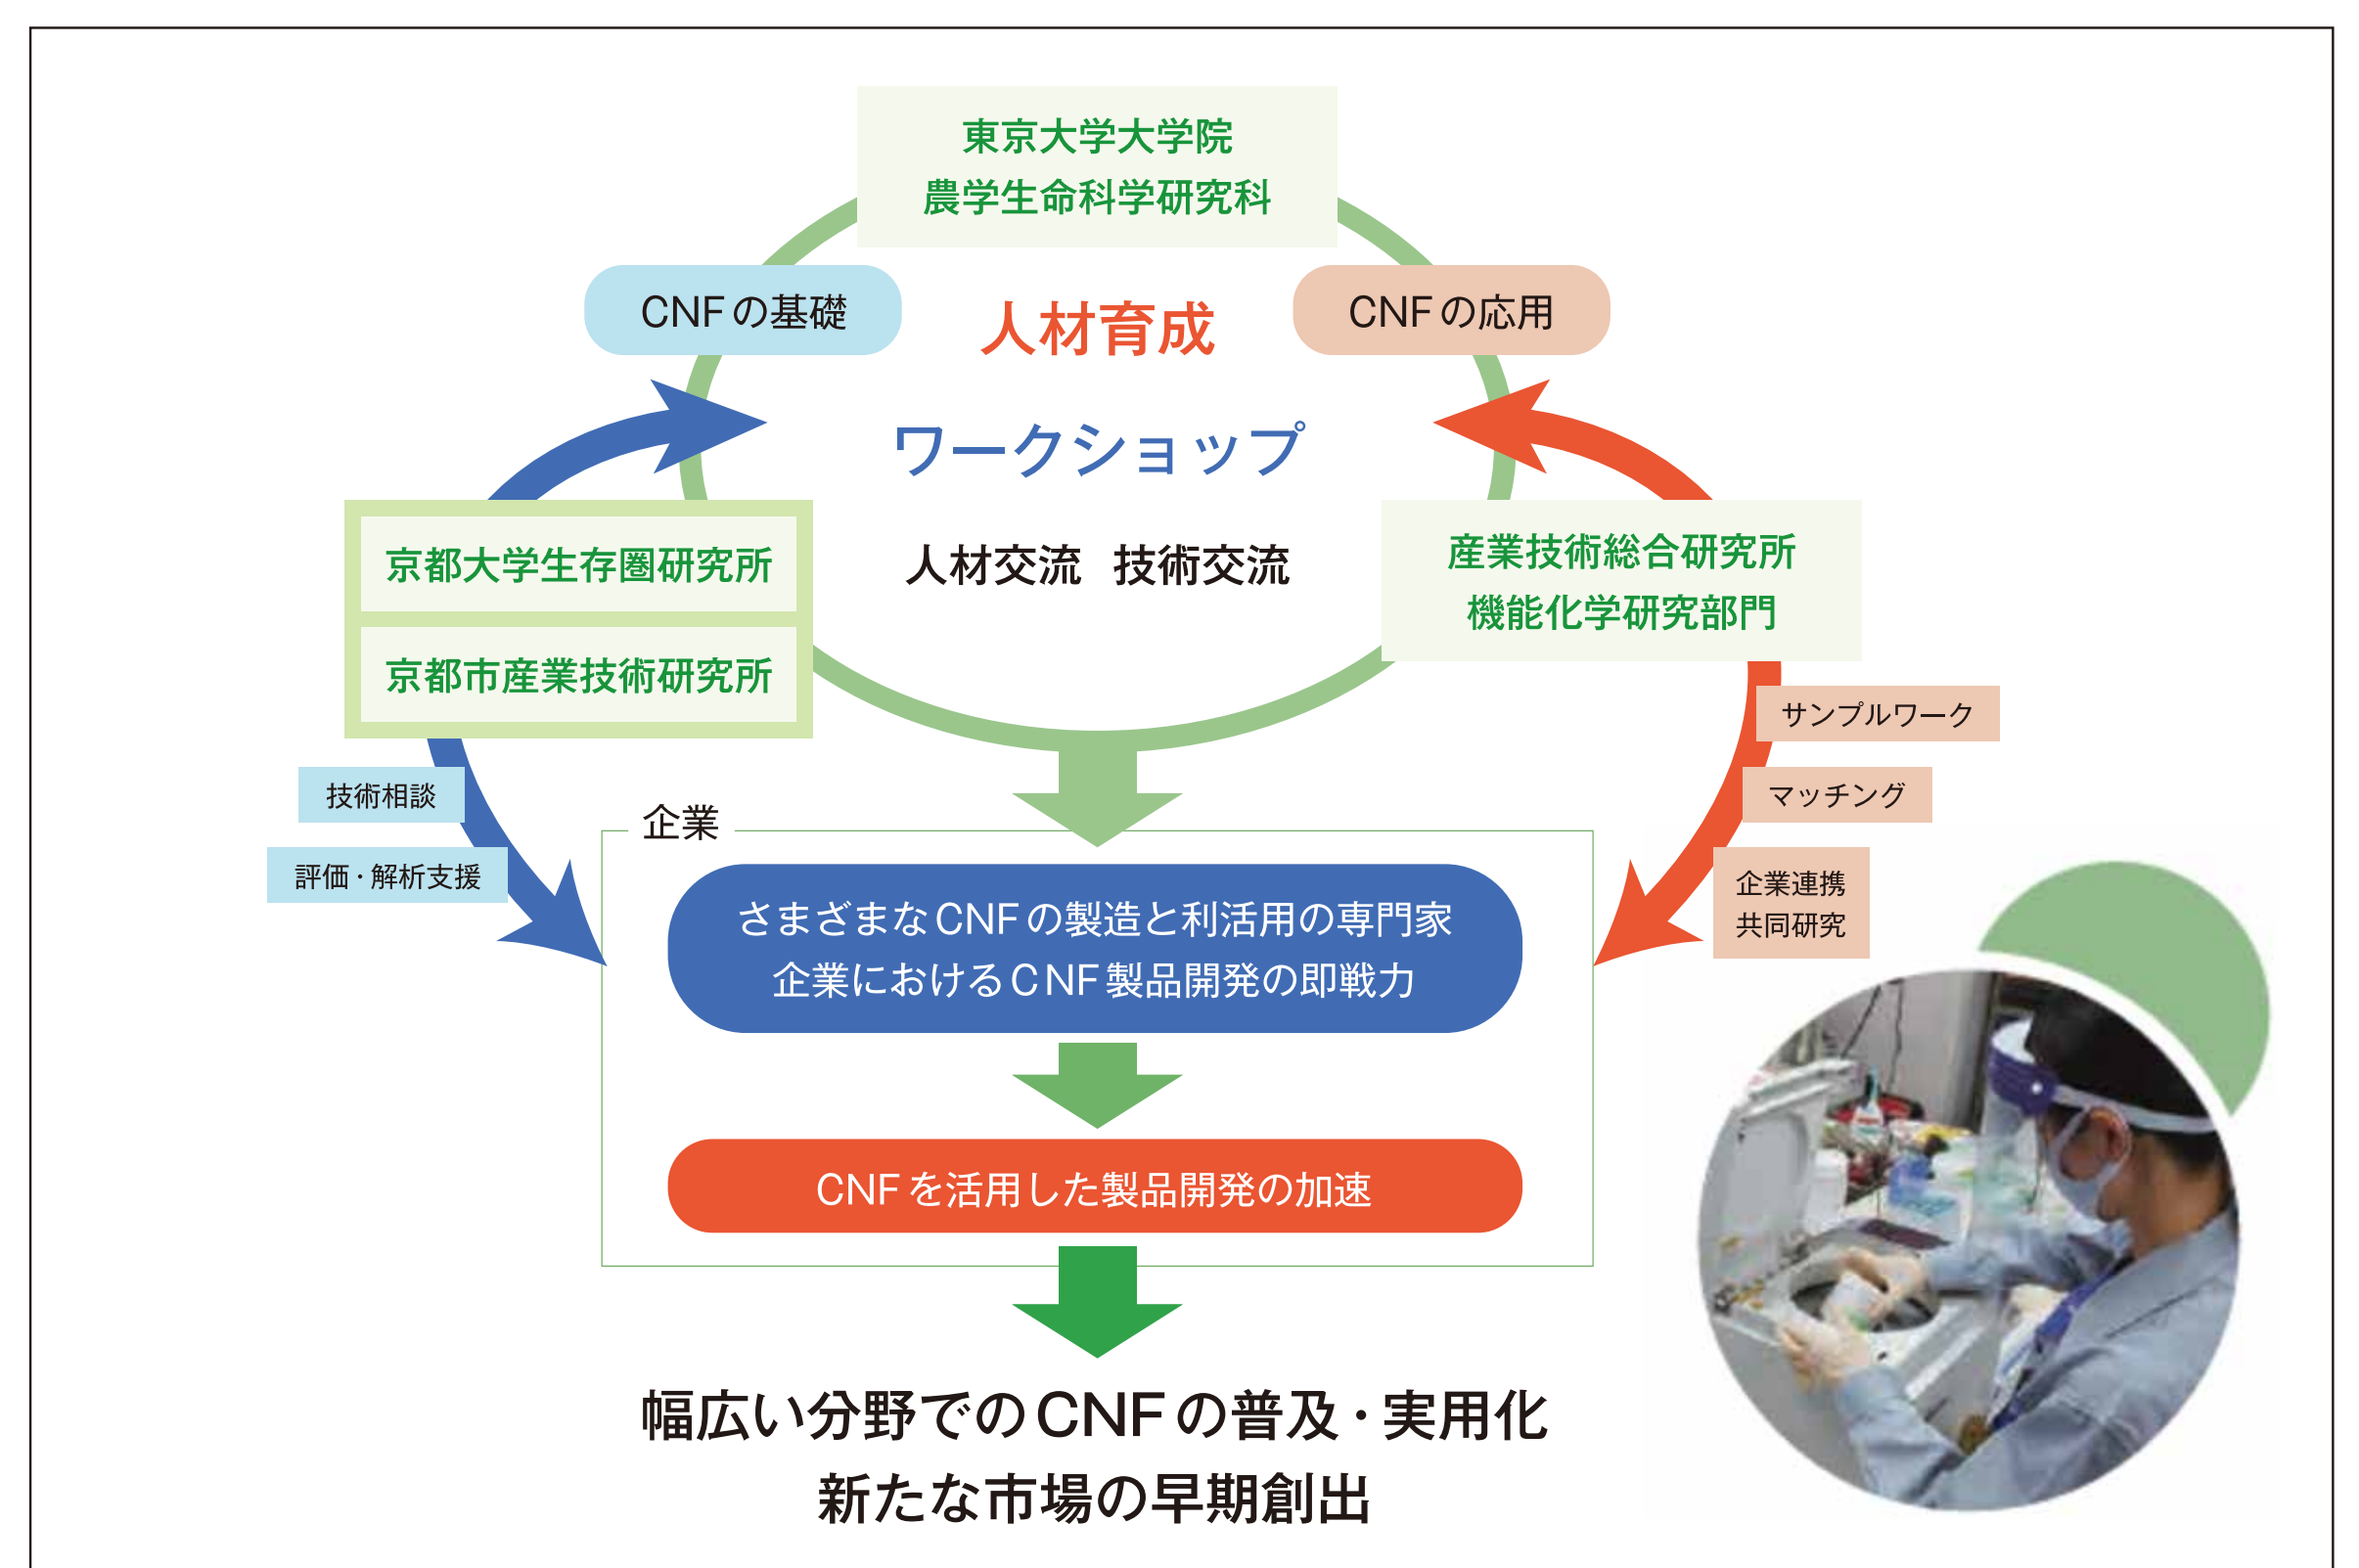 東京大学大学院
農学生命科学研究科
CNFの基礎
人材育成
CNFの応用
ワークショップ
人材交流 技術交流
京都大学生存圏研究所
京都市産業技術研究所
産業技術総合研究所
機能化学研究部門
技術相談
評価・解析支援
サンプルワーク
マッチング
企業連携
共同研究
企業
さまざまなCNFの製造と利活用の専門家
企業におけるCNF製品開発の即戦力
CNFを活用した製品開発の加速
幅広い分野でのCNFの普及・実用化
新たな市場の早期創出